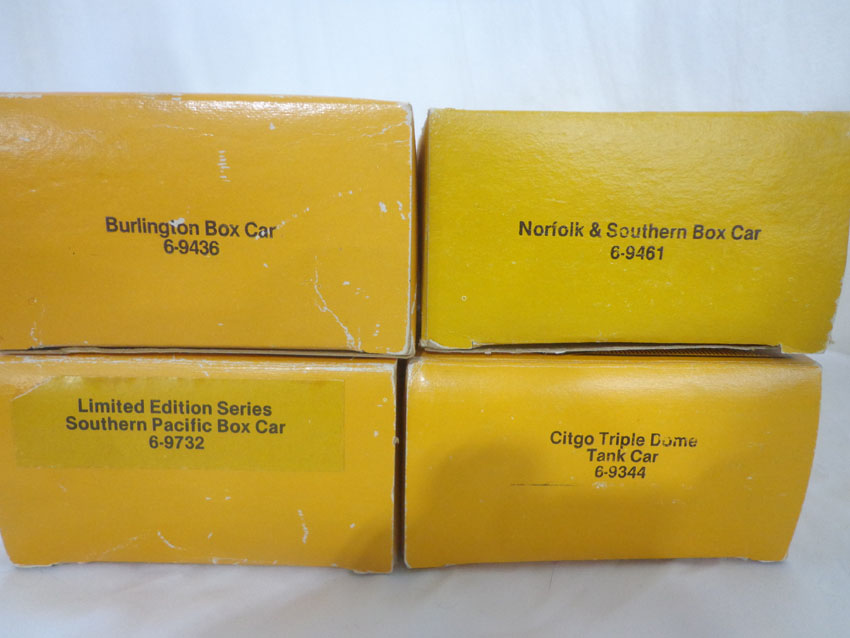 Burlington Box Car
6-9436
Norfolk & Southern Box Car
6-9461
Limited Edition Series
Southern Pacific Box Car
6-9732
Citgo Triple Dome
Tank Car
6-9344